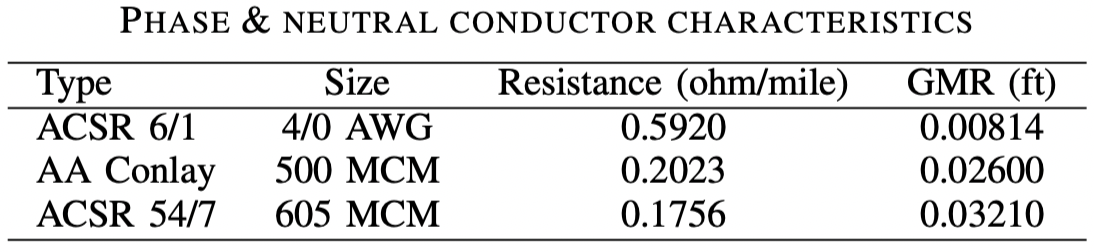 PHASE & NEUTRAL CONDUCTOR CHARACTERISTICS
Type Size Resistance (ohm/mile) GMR (ft)
ACSR 6/1 4/0 AWG 0.5920 0.00814
AA Conlay 500 MCM 0.2023 0.02600
ACSR 54/7 605 MCM 0.1756 0.03210